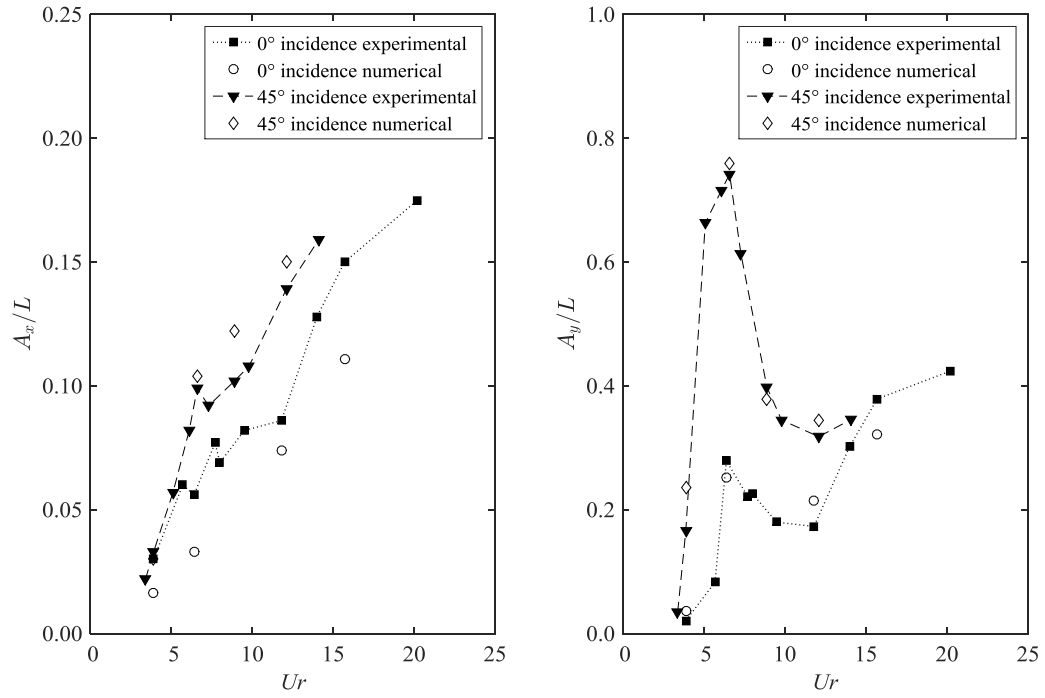 0.25
0.20
0.15
0.10
0.05
0.00
A_x/L
0° incidence experimental
0° incidence numerical
45° incidence experimental
45° incidence numerical
0 5 10 15 20 25
Ur
1.0
0.8
0.6
0.4
0.2
0.0
A_y/L
0° incidence experimental
0° incidence numerical
45° incidence experimental
45° incidence numerical
0 5 10 15 20 25
Ur